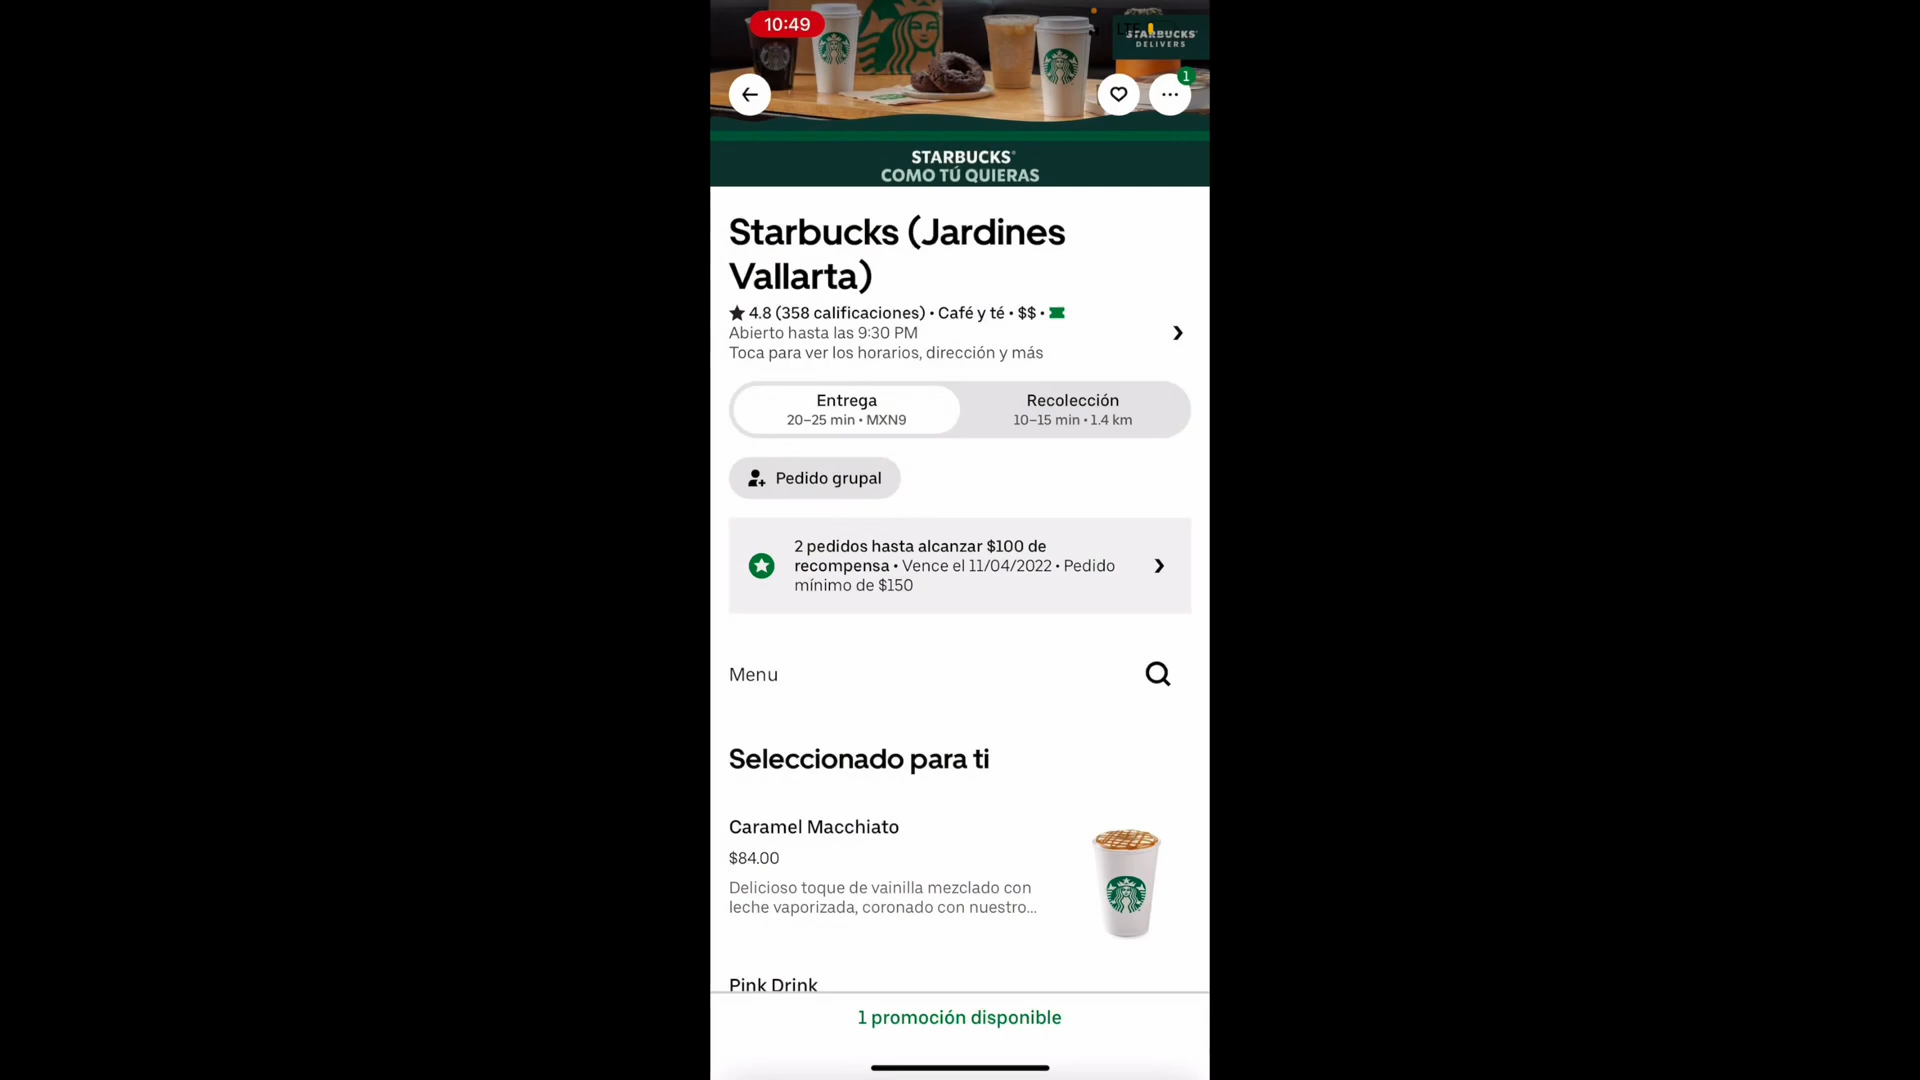 10:49
STARBUCKS
DELIVERS
1
STARBUCKS®
COMO TÚ QUIERAS
Starbucks (Jardines
Vallarta)
4.8 (358 calificaciones) • Café y té • $$ •
Abierto hasta las 9:30 PM
Toca para ver los horarios, dirección y más
Entrega
20–25 min • MXN9
Recolección
10–15 min • 1.4 km
Pedido grupal
2 pedidos hasta alcanzar $100 de
recompensa • Vence el 11/04/2022 • Pedido
mínimo de $150
Menu
Seleccionado para ti
Caramel Macchiato
$84.00
Delicioso toque de vainilla mezclado con
leche vaporizada, coronado con nuestro...
Pink Drink
1 promoción disponible